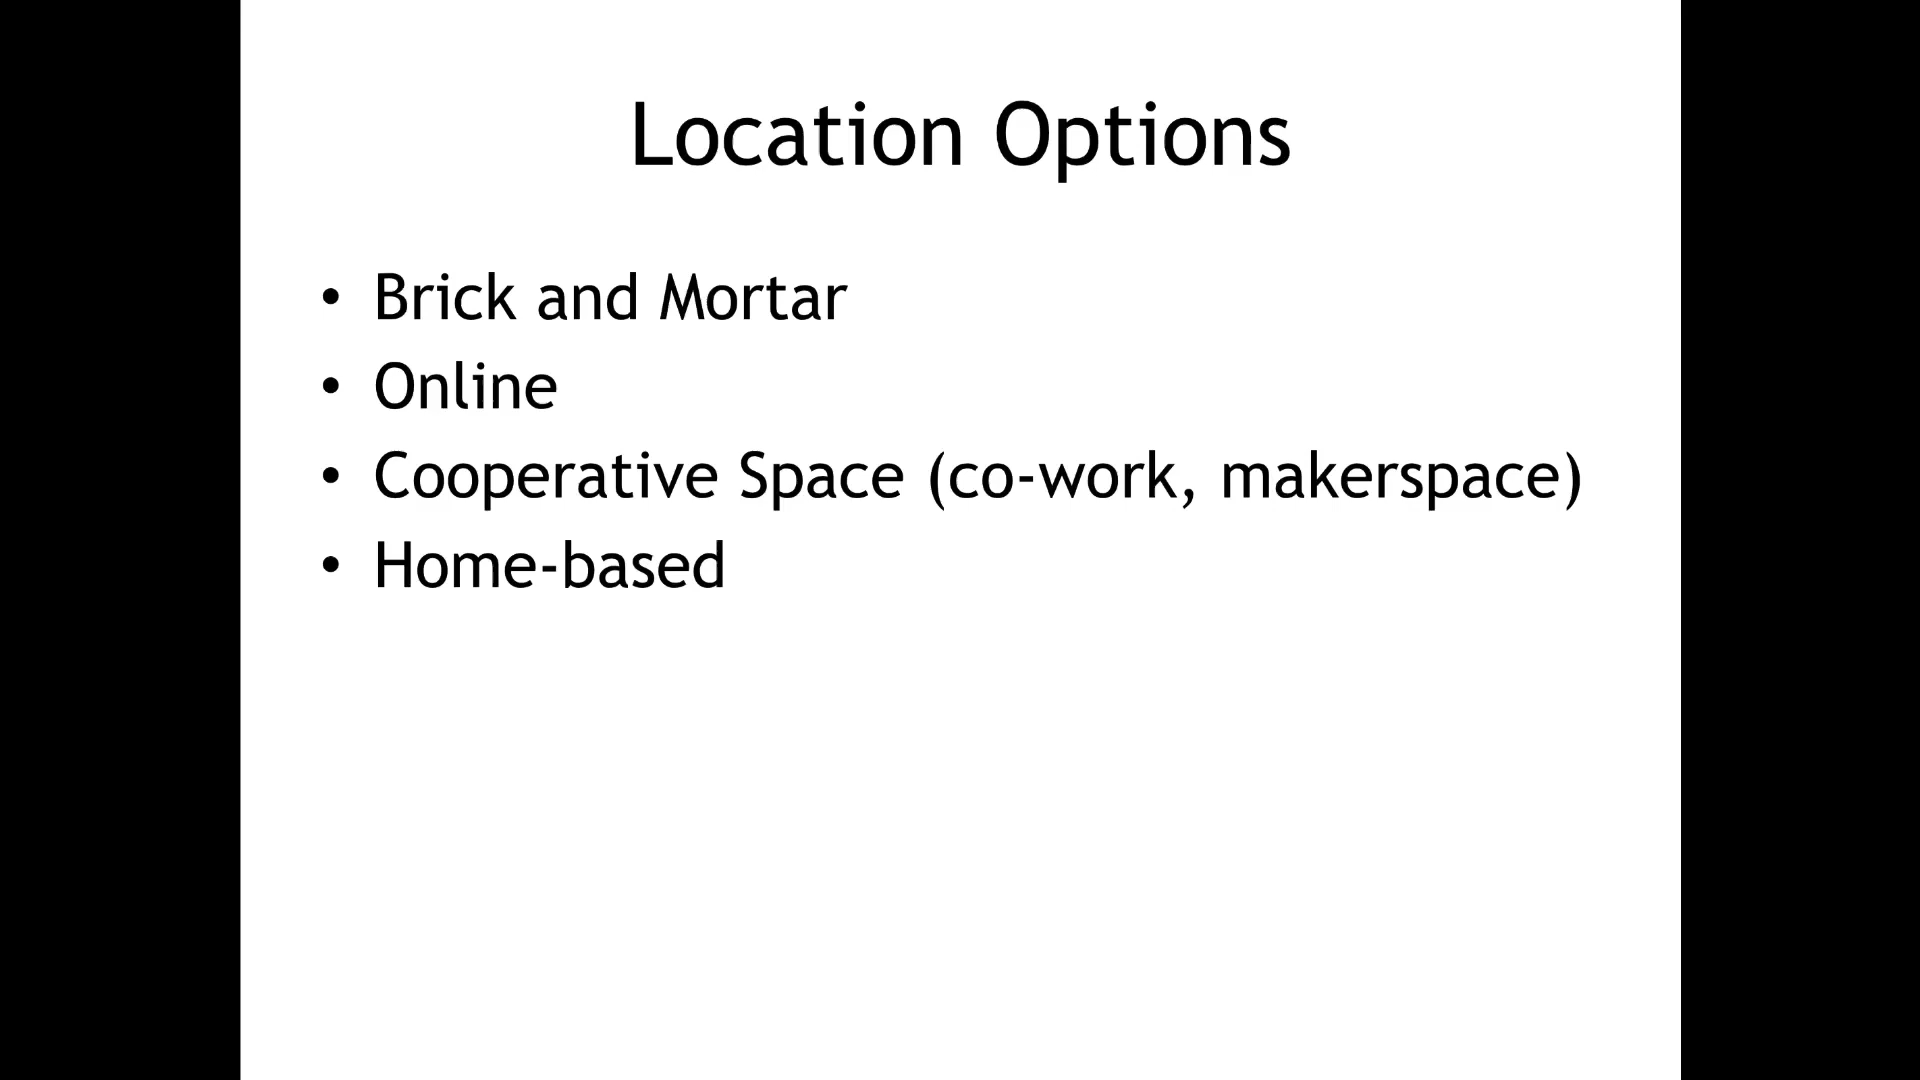 Location Options
• Brick and Mortar
• Online
• Cooperative Space (co-work, makerspace)
• Home-based